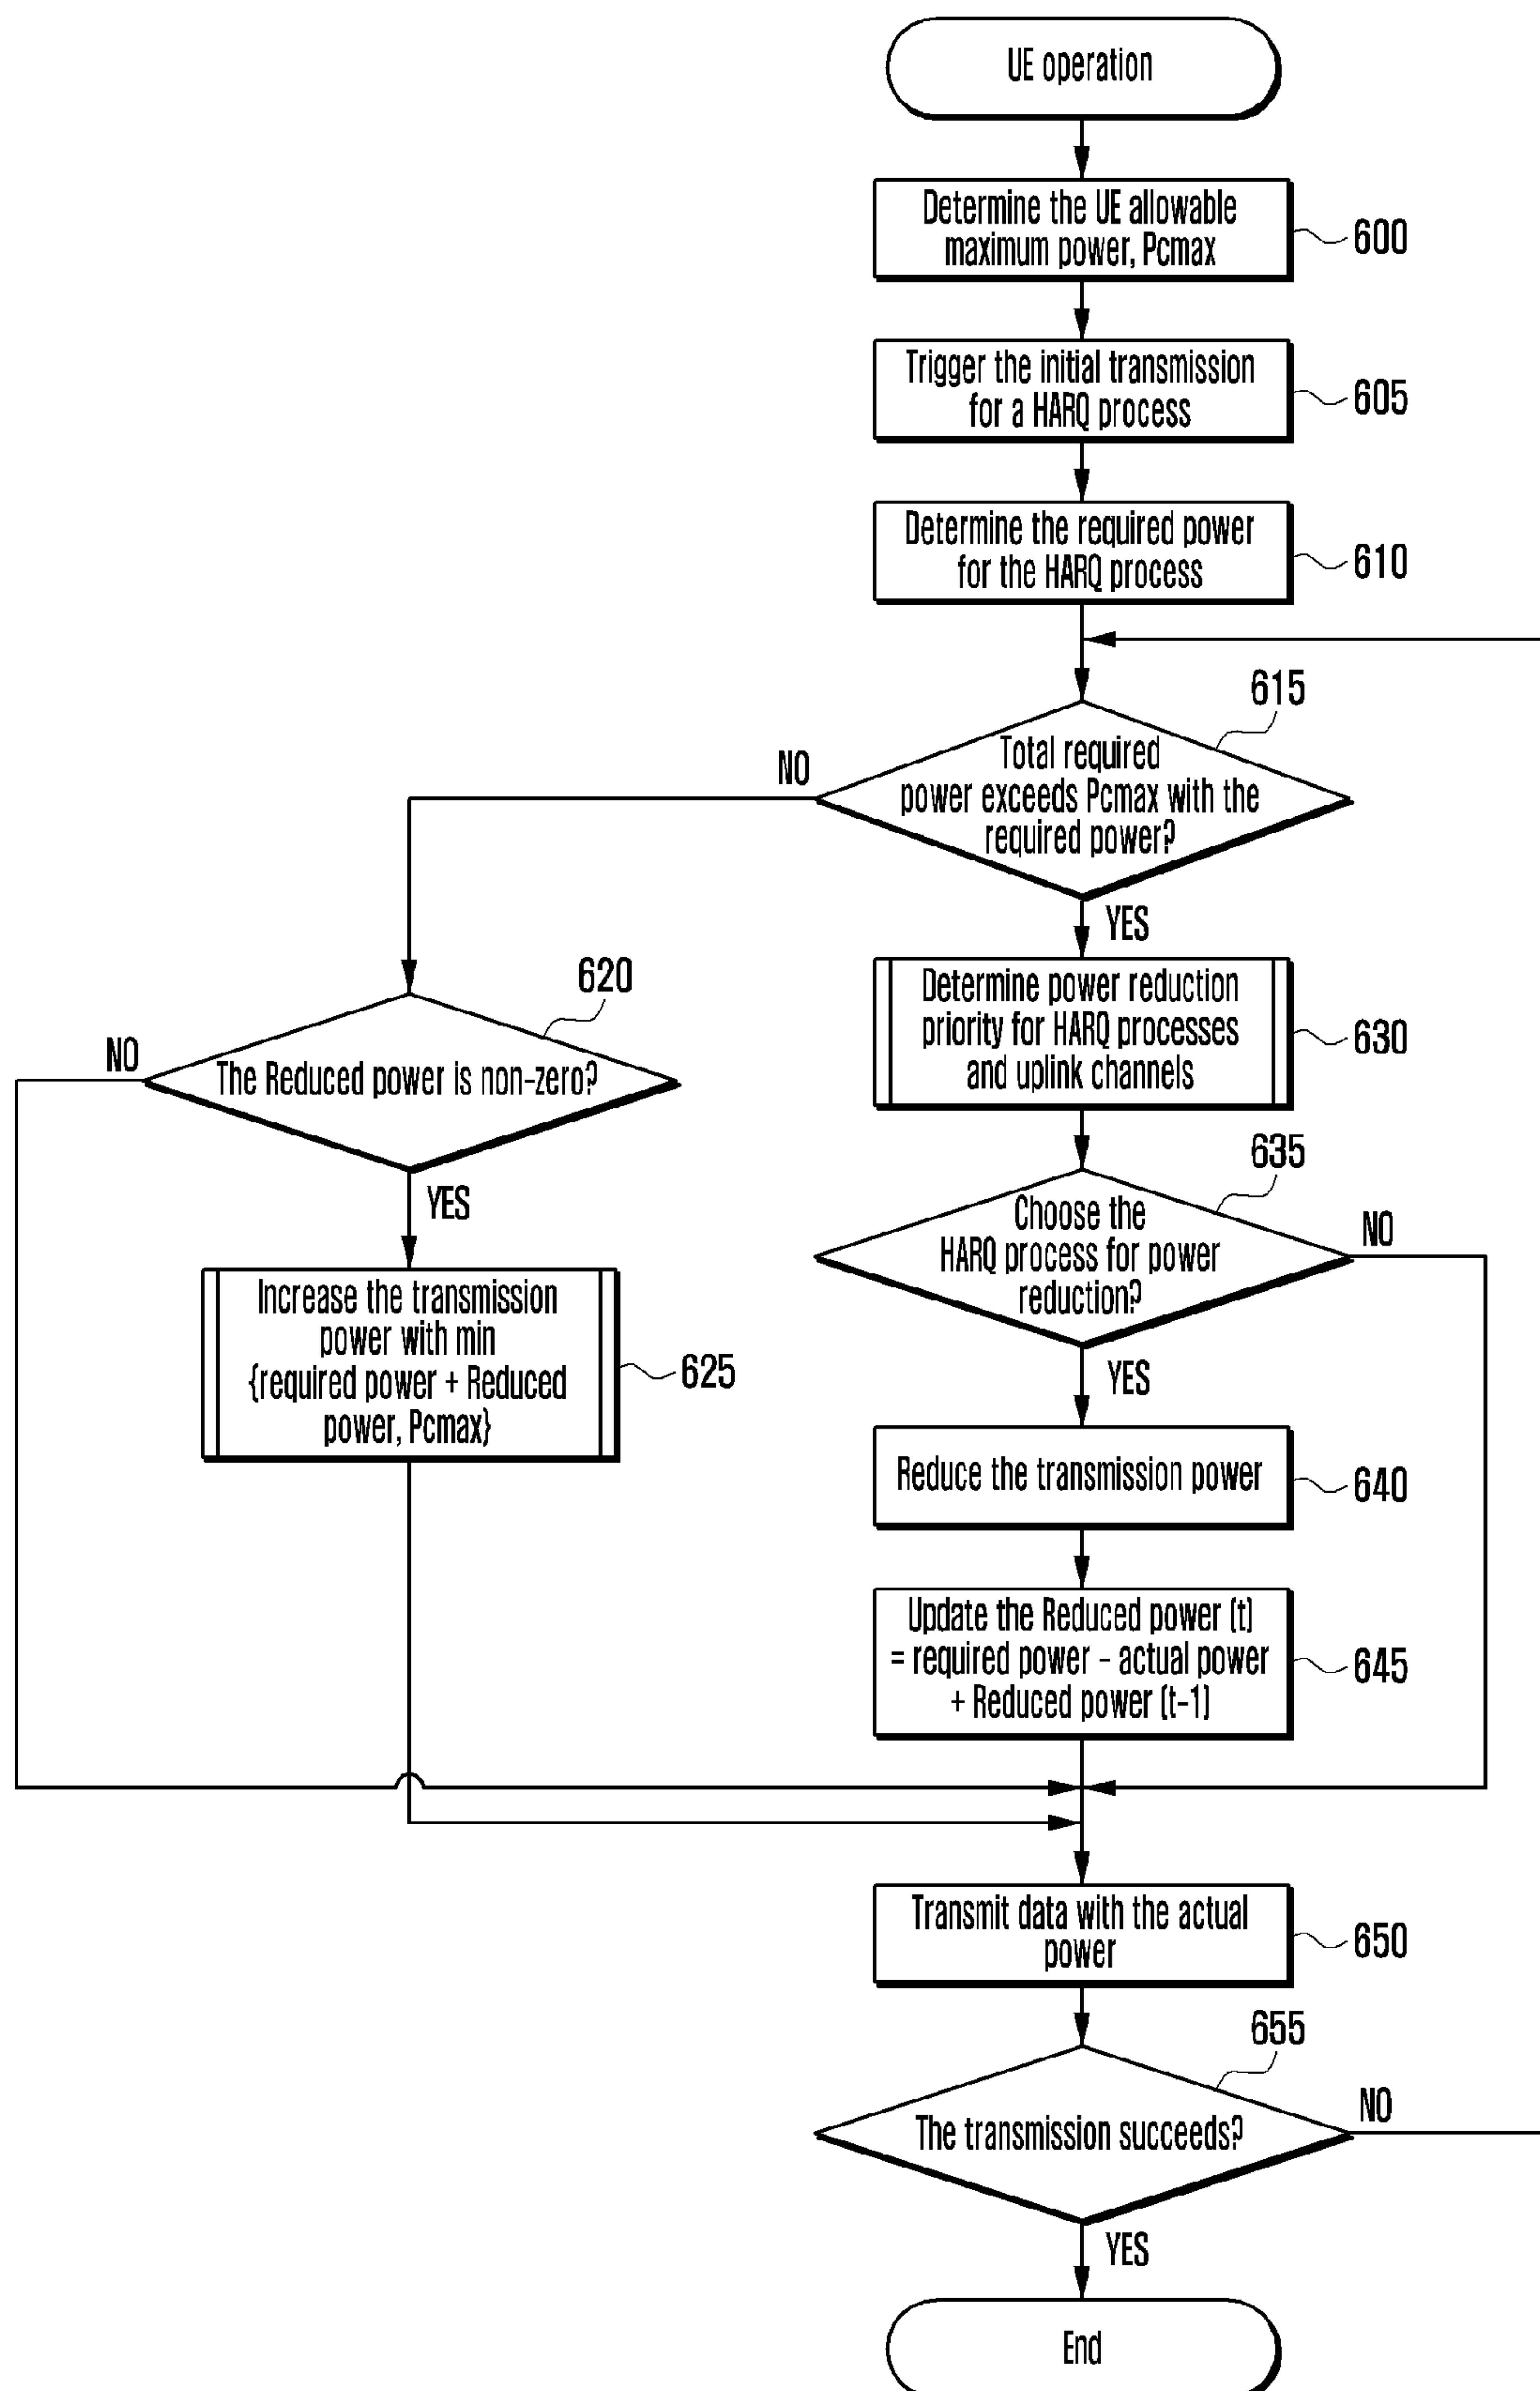 UE operation
Determine the UE allowable
maximum power, Pcmax
600
Trigger the initial transmission
for a HARQ process
605
Determine the required power
for the HARQ process
610
615
Total required
power exceeds Pcmax with the
required power?
NO
YES
620
The Reduced power is non-zero?
NO
YES
Increase the transmission
power with min
{required power + Reduced
power, Pcmax}
625
Determine power reduction
priority for HARQ processes
and uplink channels
630
635
Choose the
HARQ process for power
reduction?
NO
YES
Reduce the transmission power
640
Update the Reduced power (t)
= required power - actual power
+ Reduced power (t-1)
645
Transmit data with the actual
power
650
655
The transmission succeeds?
NO
YES
End